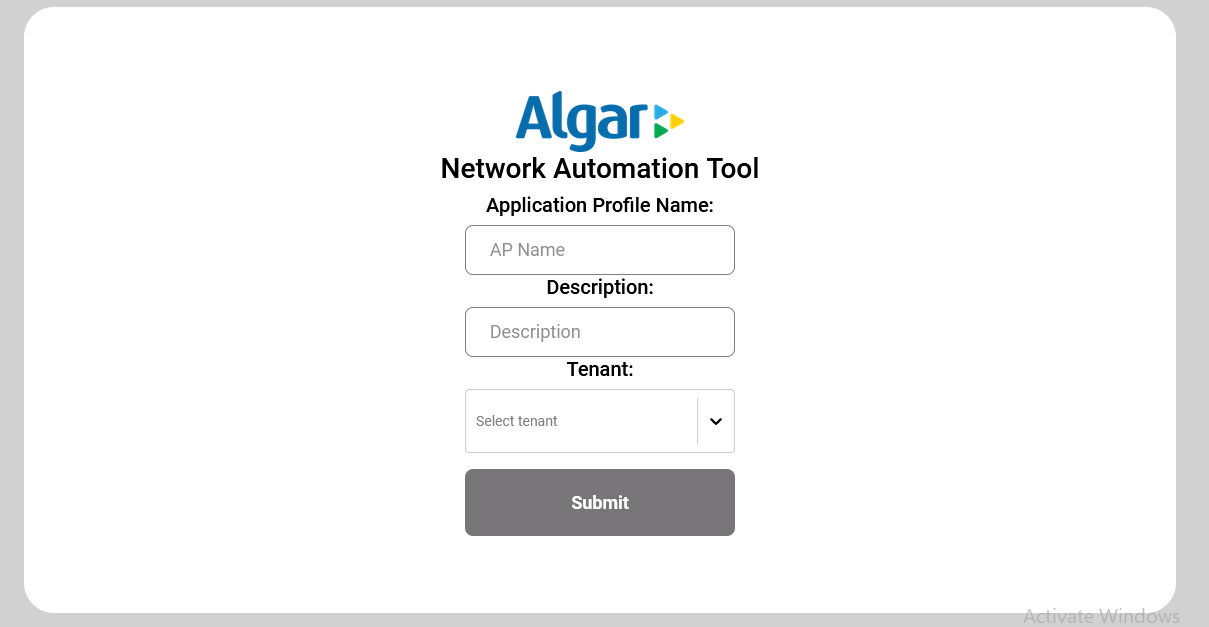 Algar
Network Automation Tool
Application Profile Name:
AP Name
Description:
Description
Tenant:
Select tenant
Submit
Activate Windows